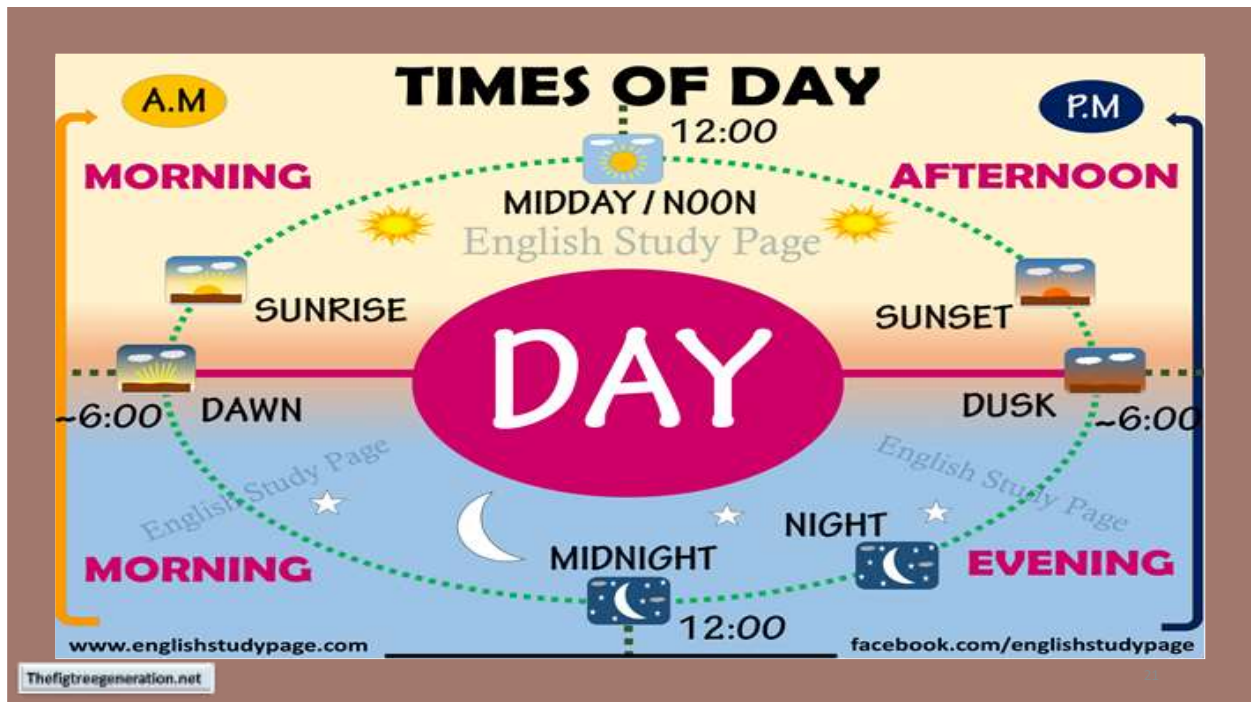 TIMES OF DAY
A.M
P.M
12:00
MORNING
AFTERNOON
MIDDAY / NOON
English Study Page
SUNRISE
SUNSET
DAY
~6:00
DAWN
DUSK
~6:00
English Study Page
English Study Page
NIGHT
MIDNIGHT
MORNING
EVENING
12:00
www.englishstudypage.com
facebook.com/englishstudypage
Thefigtreegeneration.net